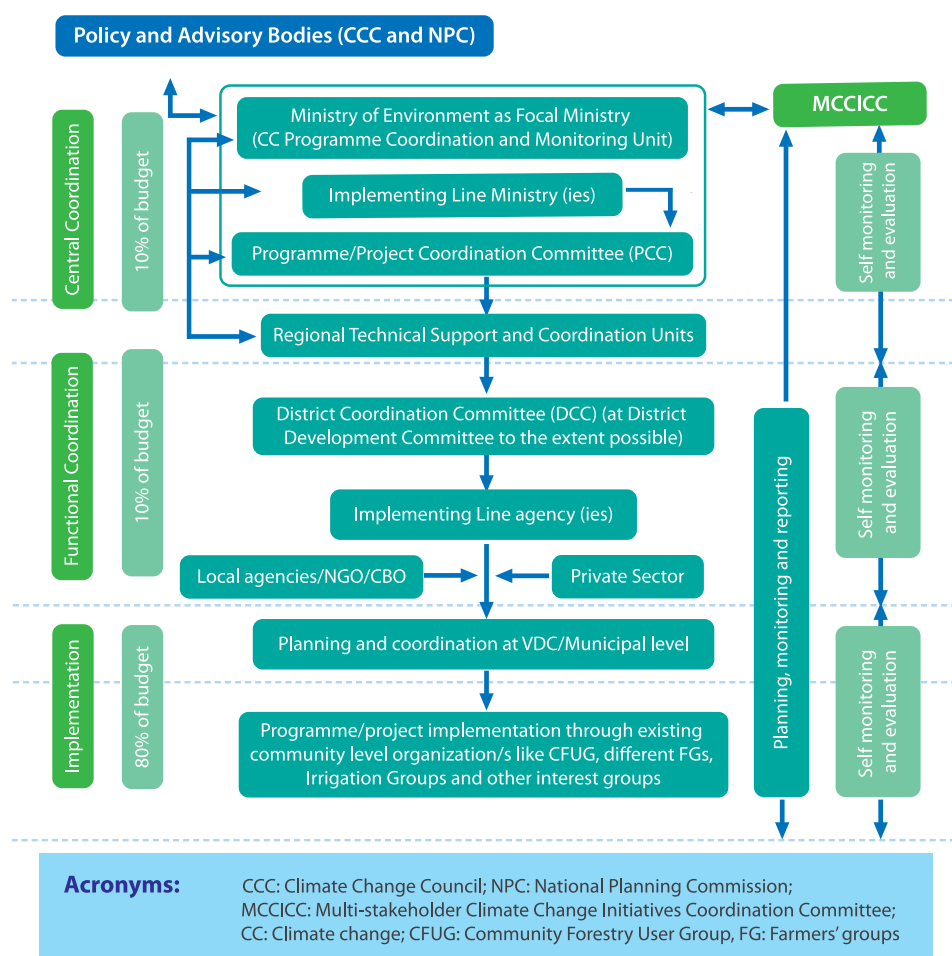 Policy and Advisory Bodies (CCC and NPC)
MCCICC
Central Coordination
10% of budget
Ministry of Environment as Focal Ministry
(CC Programme Coordination and Monitoring Unit)
Implementing Line Ministry (ies)
Programme/Project Coordination Committee (PCC)
Self monitoring
and evaluation
Regional Technical Support and Coordination Units
Functional Coordination
10% of budget
District Coordination Committee (DCC) (at District
Development Committee to the extent possible)
Implementing Line agency (ies)
Local agencies/NGO/CBO
Private Sector
Planning, monitoring and reporting
Self monitoring
and evaluation
Implementation
80% of budget
Planning and coordination at VDC/Municipal level
Programme/project implementation through existing
community level organization/s like CFUG, different FGs,
Irrigation Groups and other interest groups
Self monitoring
and evaluation
Acronyms:
CCC: Climate Change Council; NPC: National Planning Commission;
MCCICC: Multi-stakeholder Climate Change Initiatives Coordination Committee;
CC: Climate change; CFUG: Community Forestry User Group, FG: Farmers’ groups